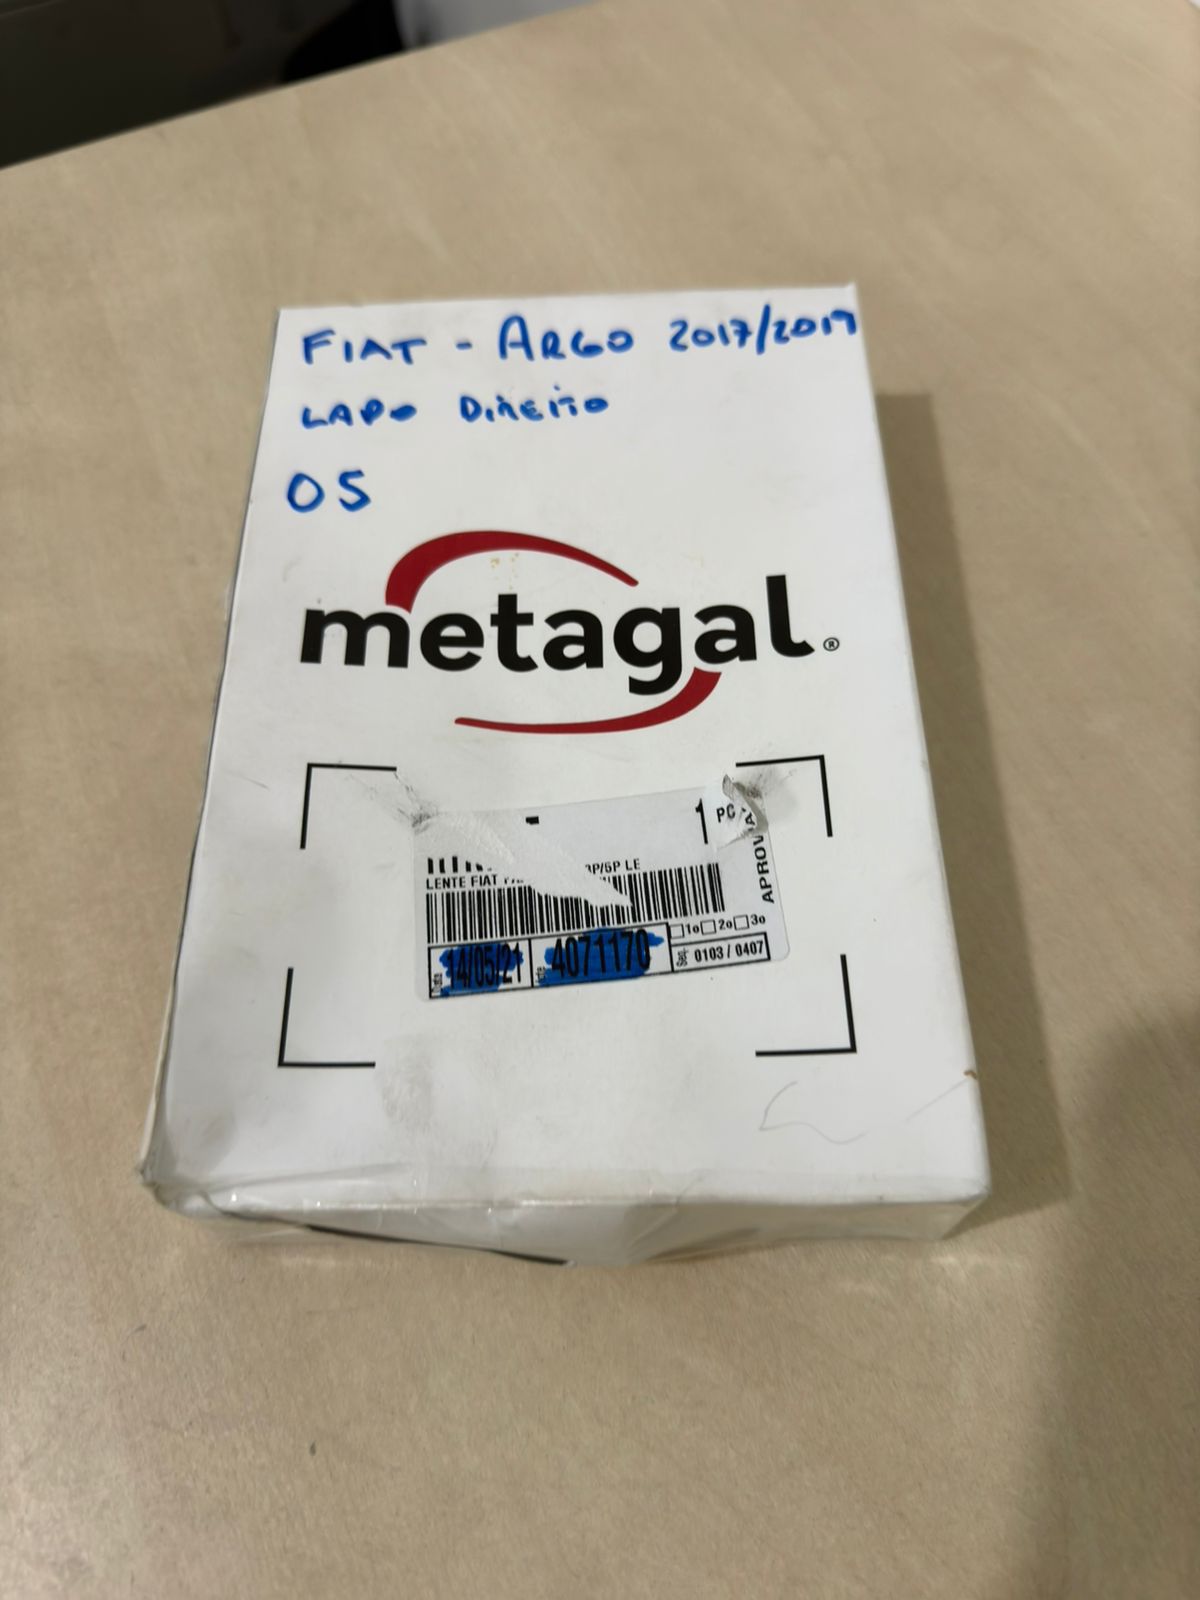 FIAT - ARGO 2017/2019
LADO DIREITO
05
metagal®
1 PC
LENTE FIAT 3P/5P LE
APROV
1o 2o 3o
14/05/21
4071170
Seq. 0103 / 0407